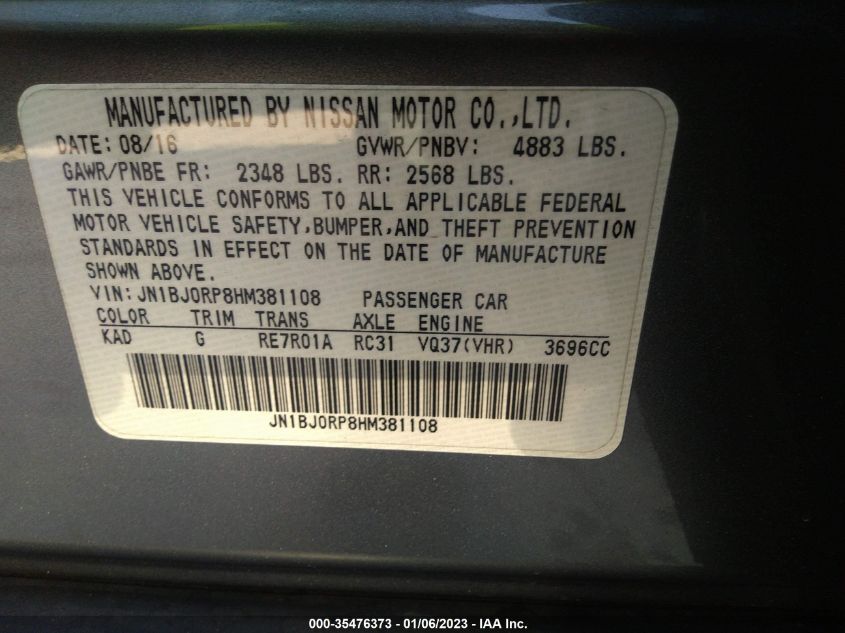 MANUFACTURED BY NISSAN MOTOR CO.,LTD.
DATE: 08/16 GVWR/PNBV: 4883 LBS.
GAWR/PNBE FR: 2348 LBS. RR: 2568 LBS.
THIS VEHICLE CONFORMS TO ALL APPLICABLE FEDERAL
MOTOR VEHICLE SAFETY,BUMPER,AND THEFT PREVENTION
STANDARDS IN EFFECT ON THE DATE OF MANUFACTURE
SHOWN ABOVE.
VIN: JN1BJ0RP8HM381108 PASSENGER CAR
COLOR TRIM TRANS AXLE ENGINE
KAD G RE7R01A RC31 VQ37(VHR) 3696CC
JN1BJ0RP8HM381108
000-35476373 - 01/06/2023 - IAA Inc.